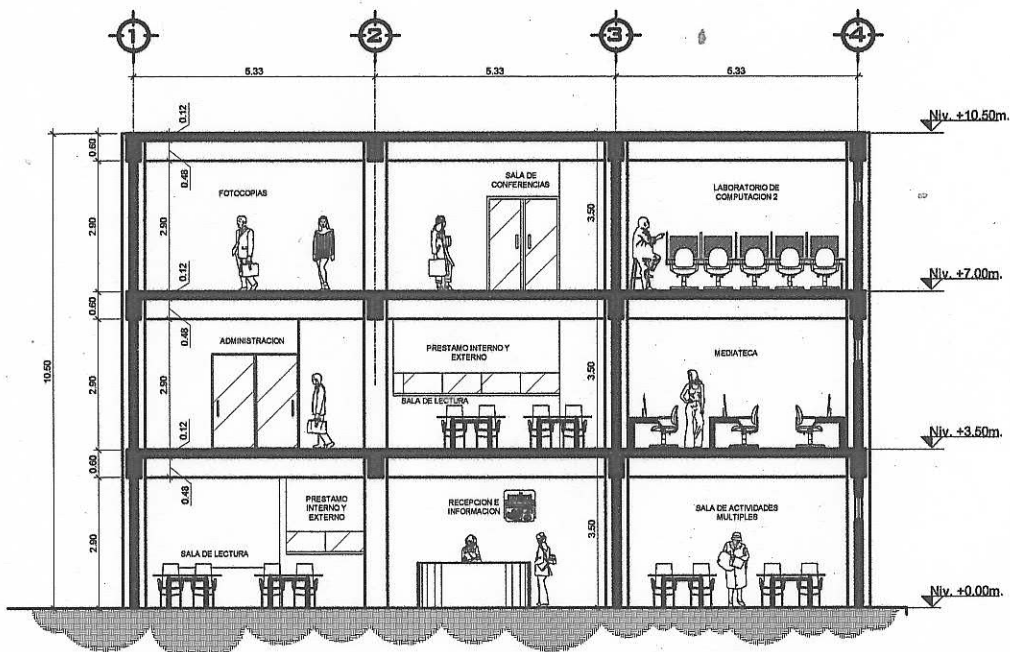 1 2 3 4
5.33 5.33 5.33
0.12
Niv. +10.50m.
0.60
0.48
FOTOCOPIAS
SALA DE
CONFERENCIAS
LABORATORIO DE
COMPUTACION 2
2.90
2.90
3.50
0.12
Niv. +7.00m.
0.60
0.48
10.50
ADMINISTRACION
PRESTAMO INTERNO Y
EXTERNO
MEDIATECA
2.90
2.90
3.50
SALA DE LECTURA
0.12
Niv. +3.50m.
0.60
0.48
PRESTAMO
INTERNO Y
EXTERNO
RECEPCION E
INFORMACION
SALA DE ACTIVIDADES
MULTIPLES
2.90
3.50
SALA DE LECTURA
Niv. +0.00m.